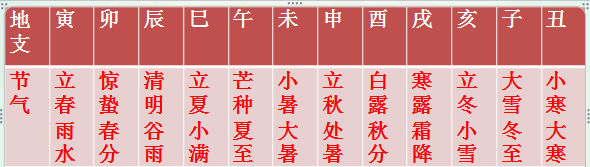 地支 寅 卯 辰 巳 午 未 申 酉 戌 亥 子 丑
节气 立春雨水 惊蛰春分 清明谷雨 立夏小满 芒种夏至 小暑大暑 立秋处暑 白露秋分 寒露霜降 立冬小雪 大雪冬至 小寒大寒